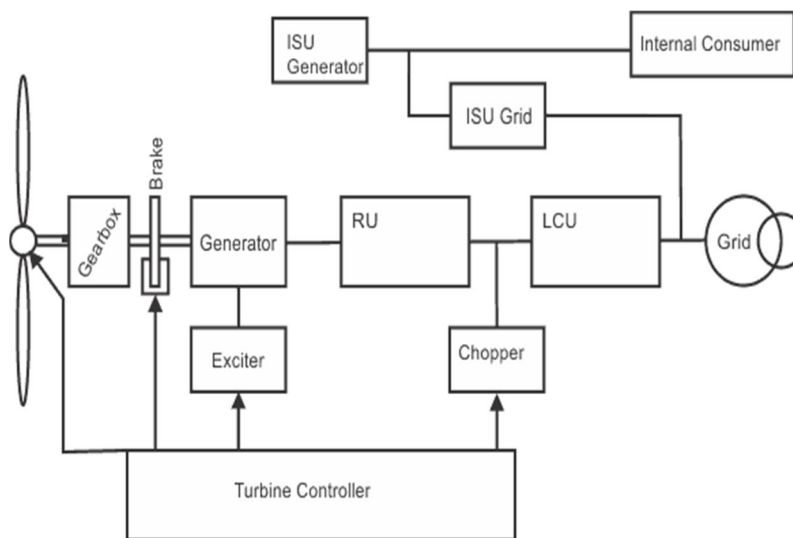 ISU
Generator
Internal Consumer
ISU Grid
Brake
Gearbox
Generator
RU
LCU
Grid
Exciter
Chopper
Turbine Controller